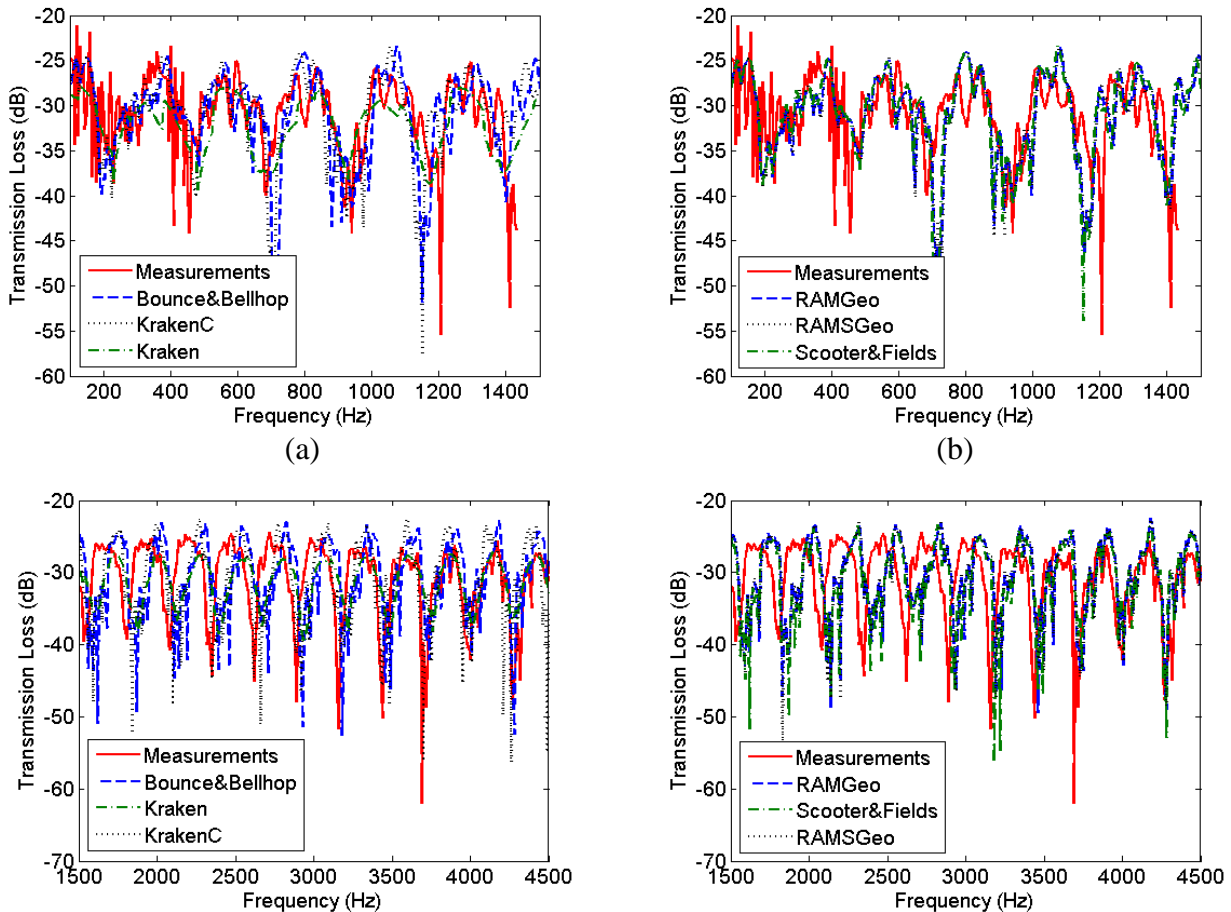 -20
-25
-30
-35
-40
-45
-50
-55
-60
Transmission Loss (dB)
Measurements
Bounce&Bellhop
KrakenC
Kraken
200 400 600 800 1000 1200 1400
Frequency (Hz)
(a)
-20
-25
-30
-35
-40
-45
-50
-55
-60
Transmission Loss (dB)
Measurements
RAMGeo
RAMSGeo
Scooter&Fields
200 400 600 800 1000 1200 1400
Frequency (Hz)
(b)
-20
-30
-40
-50
-60
-70
Transmission Loss (dB)
Measurements
Bounce&Bellhop
Kraken
KrakenC
1500 2000 2500 3000 3500 4000 4500
Frequency (Hz)
-20
-30
-40
-50
-60
-70
Transmission Loss (dB)
Measurements
RAMGeo
Scooter&Fields
RAMSGeo
1500 2000 2500 3000 3500 4000 4500
Frequency (Hz)